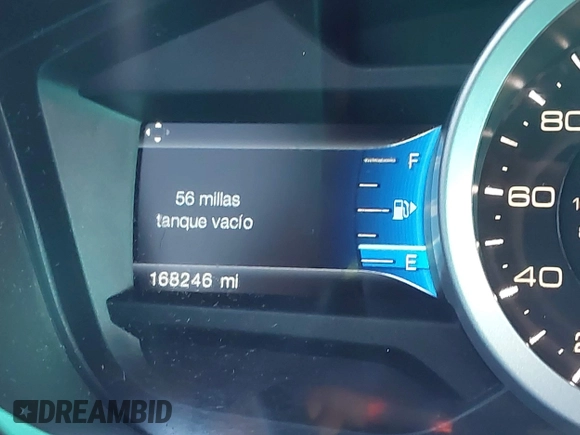 F
80
56 millas
tanque vacío
60
E
168246 mi
40
DREAMBID